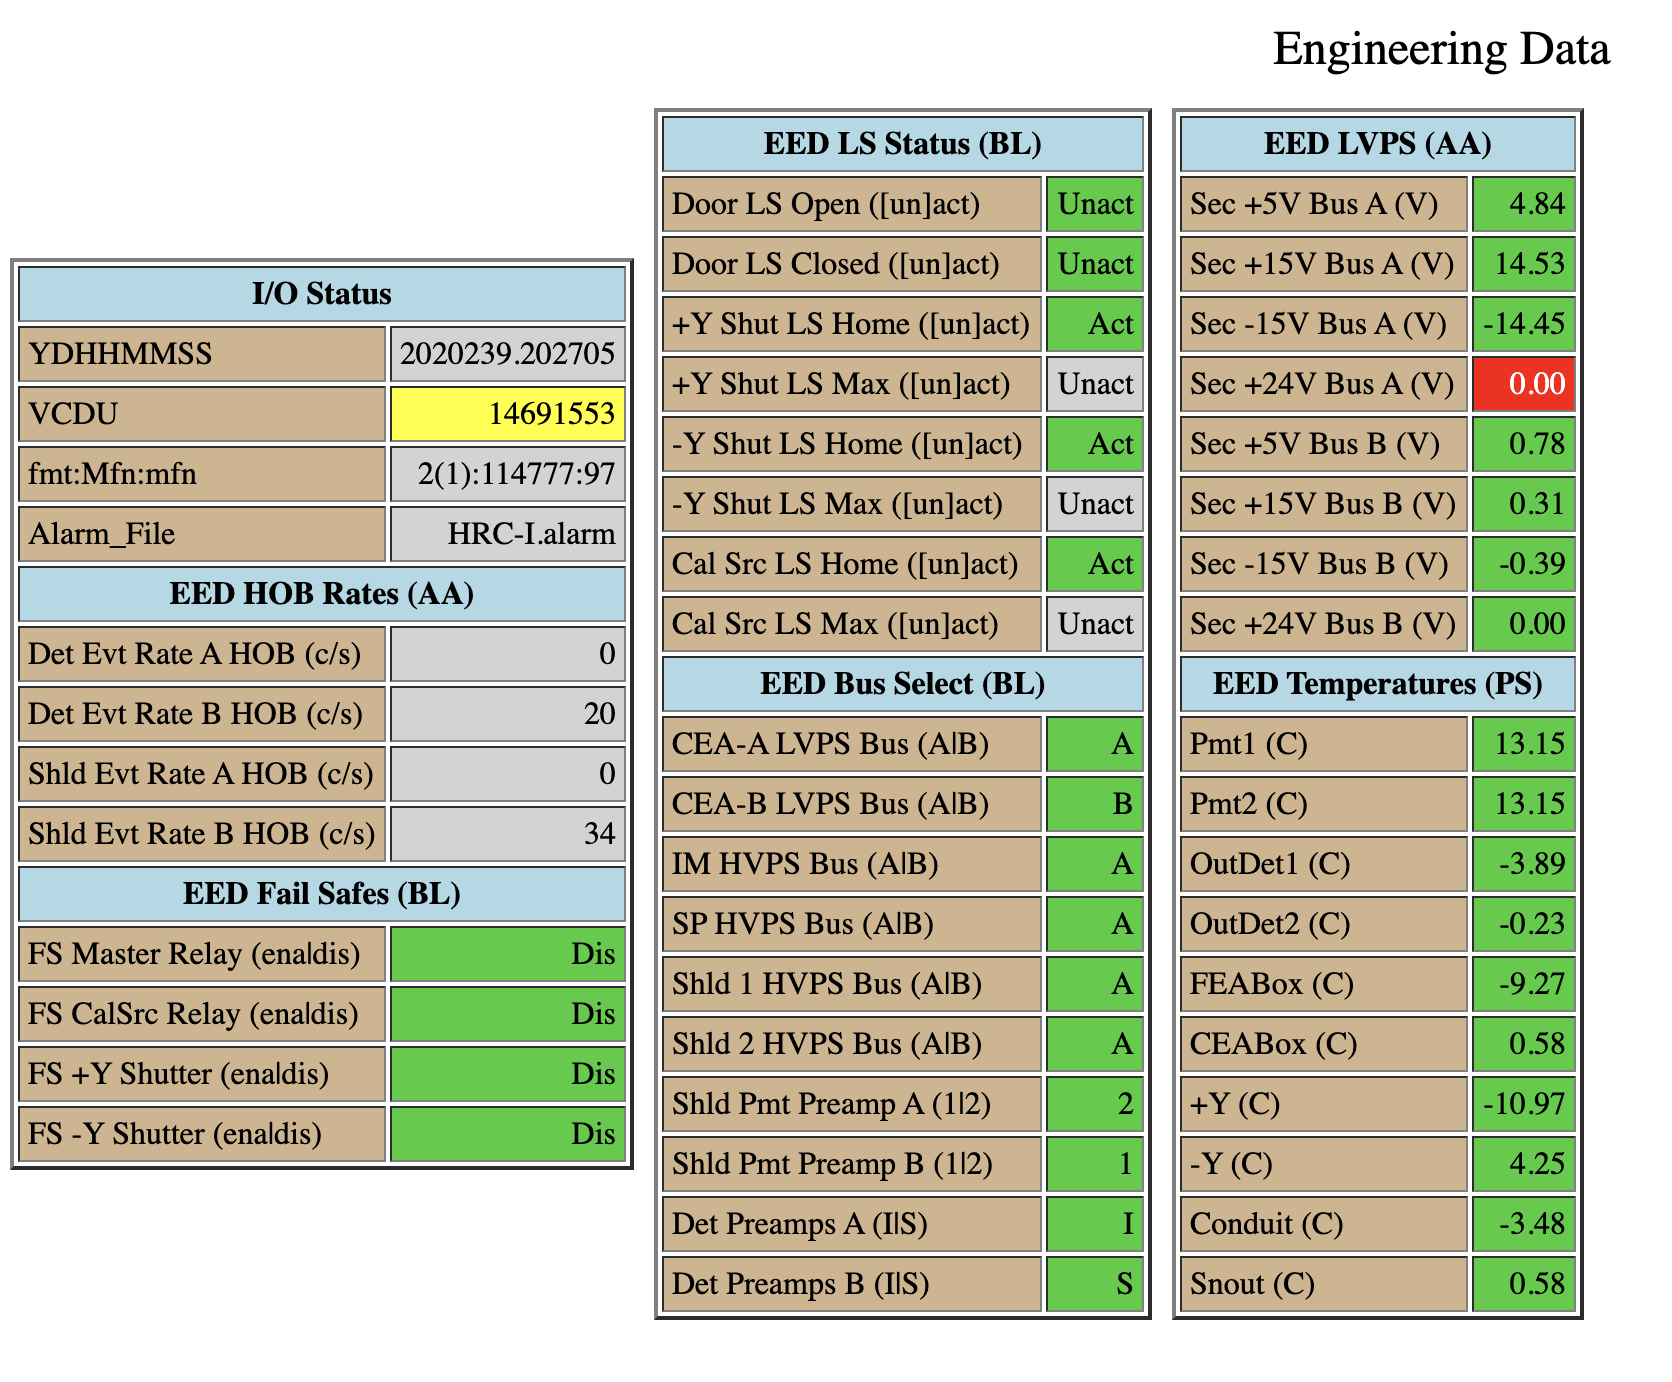 Engineering Data
I/O Status
YDHHMMSS 2020239.202705
VCDU 14691553
fmt:Mfn:mfn 2(1):114777:97
Alarm_File HRC-I.alarm
EED HOB Rates (AA)
Det Evt Rate A HOB (c/s) 0
Det Evt Rate B HOB (c/s) 20
Shld Evt Rate A HOB (c/s) 0
Shld Evt Rate B HOB (c/s) 34
EED Fail Safes (BL)
FS Master Relay (ena|dis) Dis
FS CalSrc Relay (ena|dis) Dis
FS +Y Shutter (ena|dis) Dis
FS -Y Shutter (ena|dis) Dis
EED LS Status (BL)
Door LS Open ([un]act) Unact
Door LS Closed ([un]act) Unact
+Y Shut LS Home ([un]act) Act
+Y Shut LS Max ([un]act) Unact
-Y Shut LS Home ([un]act) Act
-Y Shut LS Max ([un]act) Unact
Cal Src LS Home ([un]act) Act
Cal Src LS Max ([un]act) Unact
EED Bus Select (BL)
CEA-A LVPS Bus (A|B) A
CEA-B LVPS Bus (A|B) B
IM HVPS Bus (A|B) A
SP HVPS Bus (A|B) A
Shld 1 HVPS Bus (A|B) A
Shld 2 HVPS Bus (A|B) A
Shld Pmt Preamp A (1|2) 2
Shld Pmt Preamp B (1|2) 1
Det Preamps A (I|S) I
Det Preamps B (I|S) S
EED LVPS (AA)
Sec +5V Bus A (V) 4.84
Sec +15V Bus A (V) 14.53
Sec -15V Bus A (V) -14.45
Sec +24V Bus A (V) 0.00
Sec +5V Bus B (V) 0.78
Sec +15V Bus B (V) 0.31
Sec -15V Bus B (V) -0.39
Sec +24V Bus B (V) 0.00
EED Temperatures (PS)
Pmt1 (C) 13.15
Pmt2 (C) 13.15
OutDet1 (C) -3.89
OutDet2 (C) -0.23
FEABox (C) -9.27
CEABox (C) 0.58
+Y (C) -10.97
-Y (C) 4.25
Conduit (C) -3.48
Snout (C) 0.58